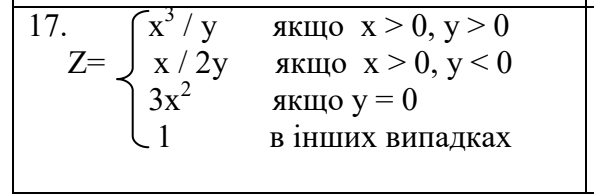 17. x³ / y якщо x > 0, y > 0
Z= x / 2y якщо x > 0, y < 0
3x² якщо y = 0
1 в інших випадках